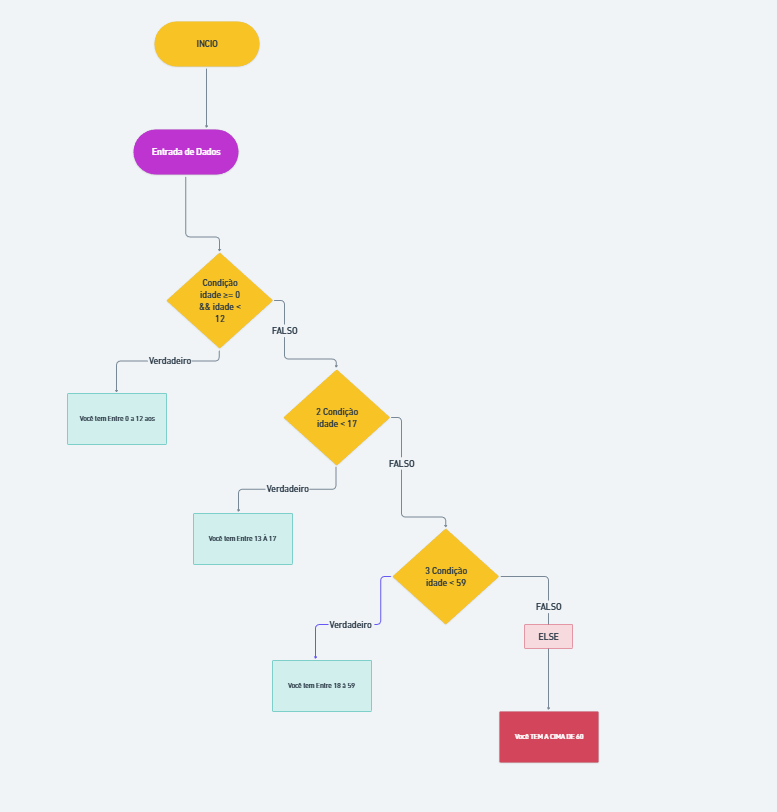 INCIO
Entrada de Dados
Condição
idade >= 0
&& idade <
12
FALSO
Verdadeiro
Você tem Entre 0 a 12 aos
2 Condição
idade < 17
FALSO
Verdadeiro
Você tem Entre 13 À 17
3 Condição
idade < 59
Verdadeiro
FALSO
ELSE
Você tem Entre 18 à 59
Você TEM A CIMA DE 60